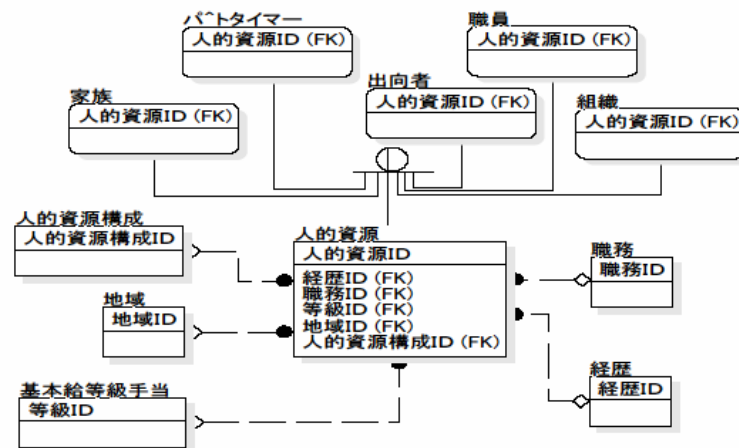 パートタイマー
人的資源ID (FK)
職員
人的資源ID (FK)
家族
人的資源ID (FK)
出向者
人的資源ID (FK)
組織
人的資源ID (FK)
人的資源構成
人的資源構成ID
人的資源
人的資源ID
経歴ID (FK)
職務ID (FK)
等級ID (FK)
地域ID (FK)
人的資源構成ID (FK)
職務
職務ID
地域
地域ID
経歴
経歴ID
基本給等級手当
等級ID